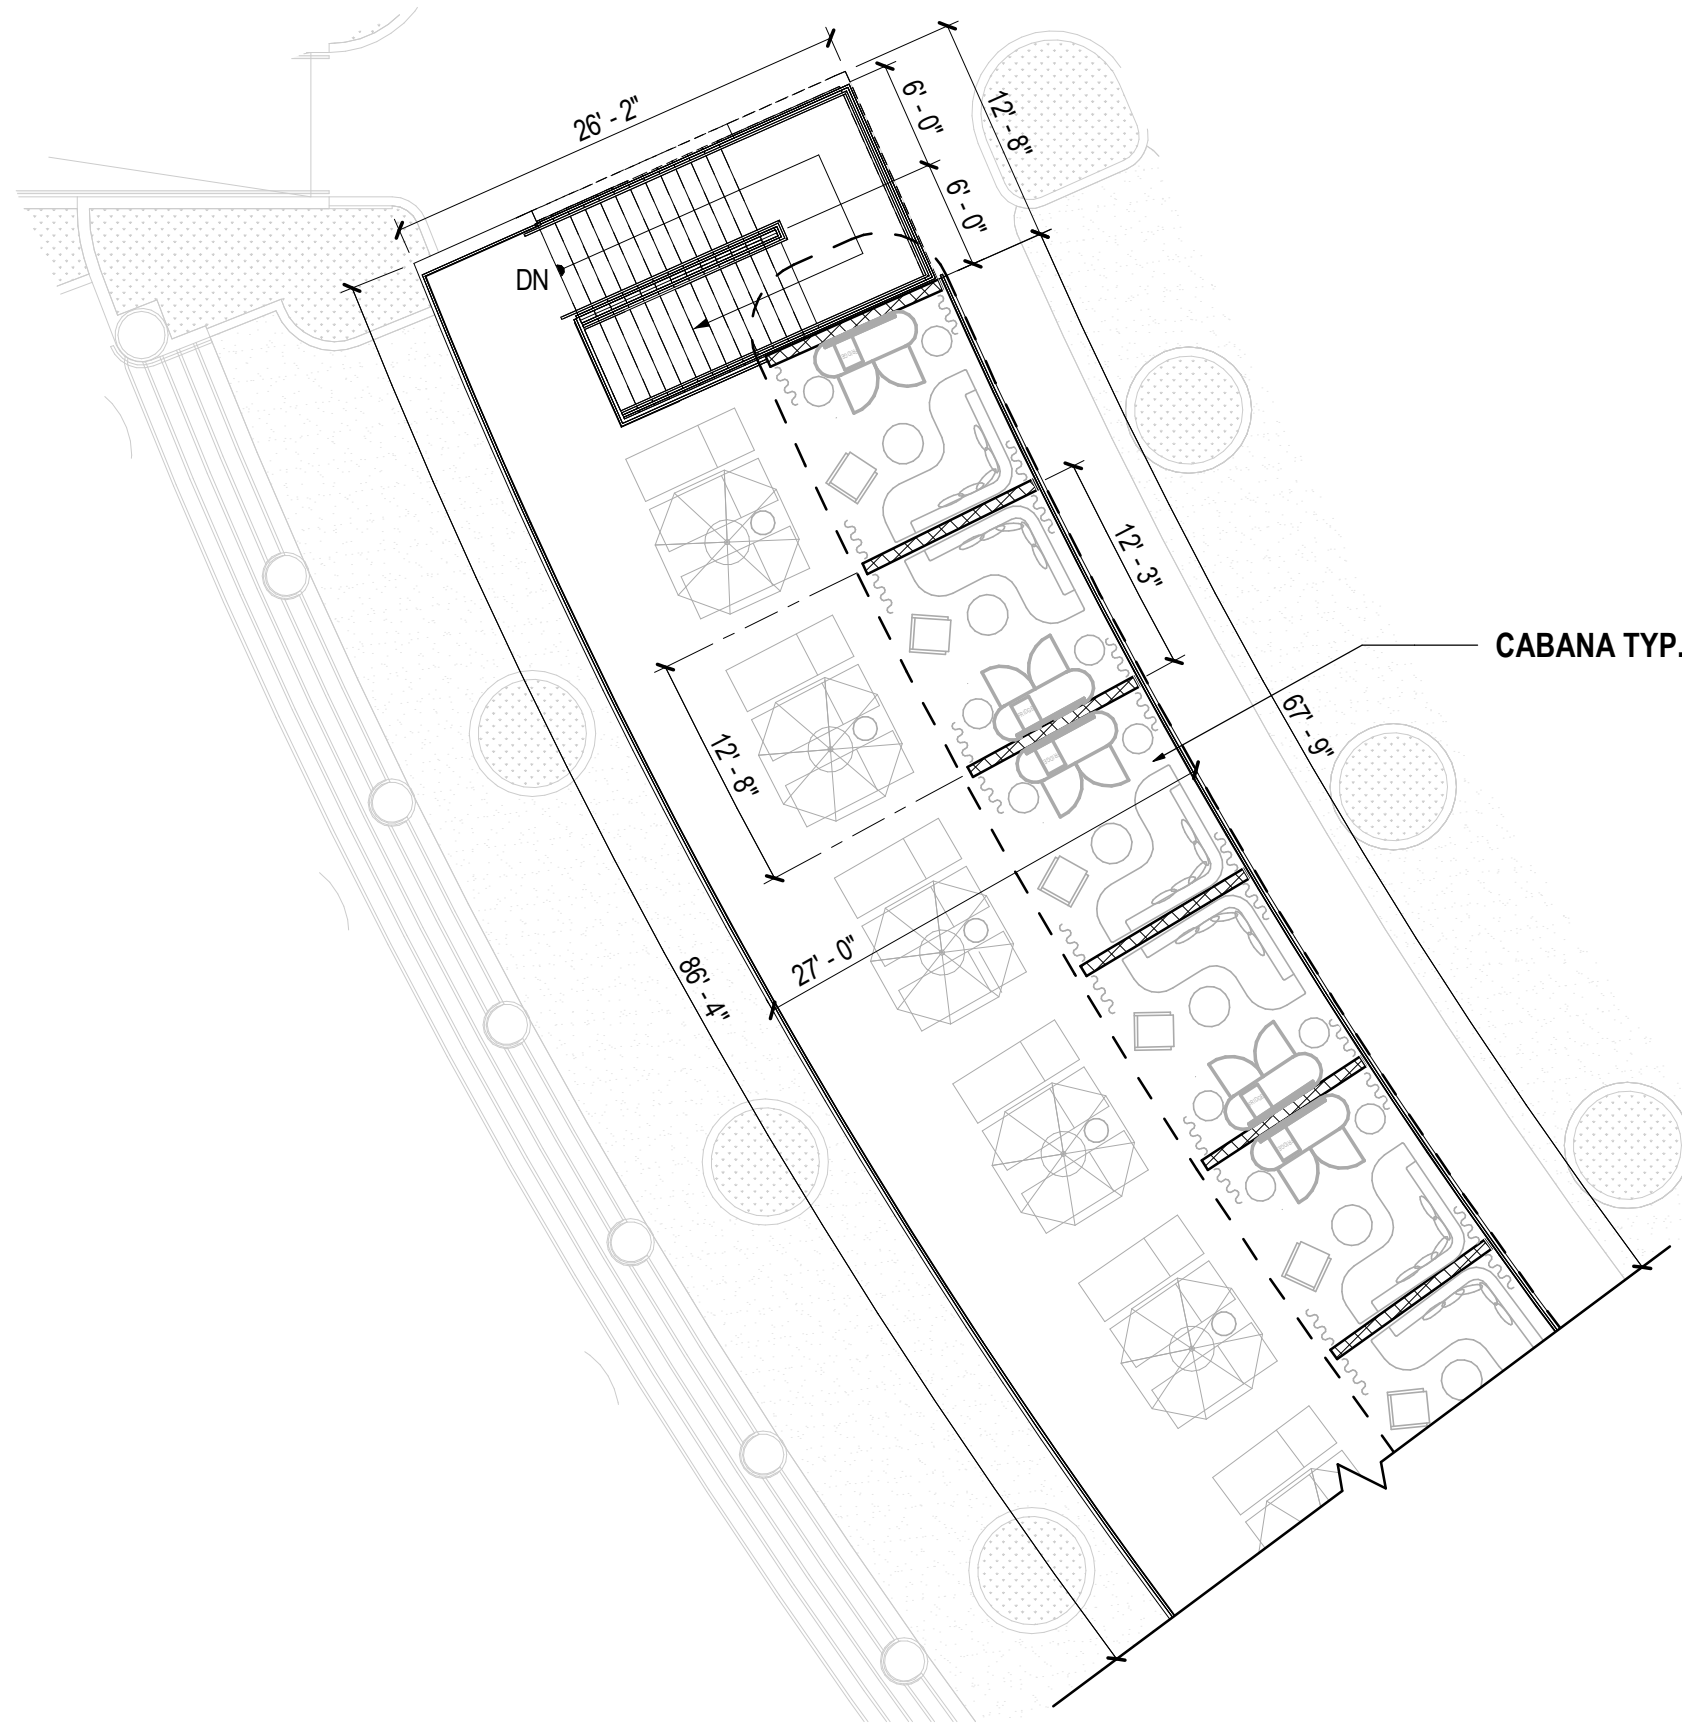 26' - 2"
6' - 0"
12' - 8"
6' - 0"
DN
12' - 3"
CABANA TYP.
67' - 9"
12' - 8"
27' - 0"
86' - 4"